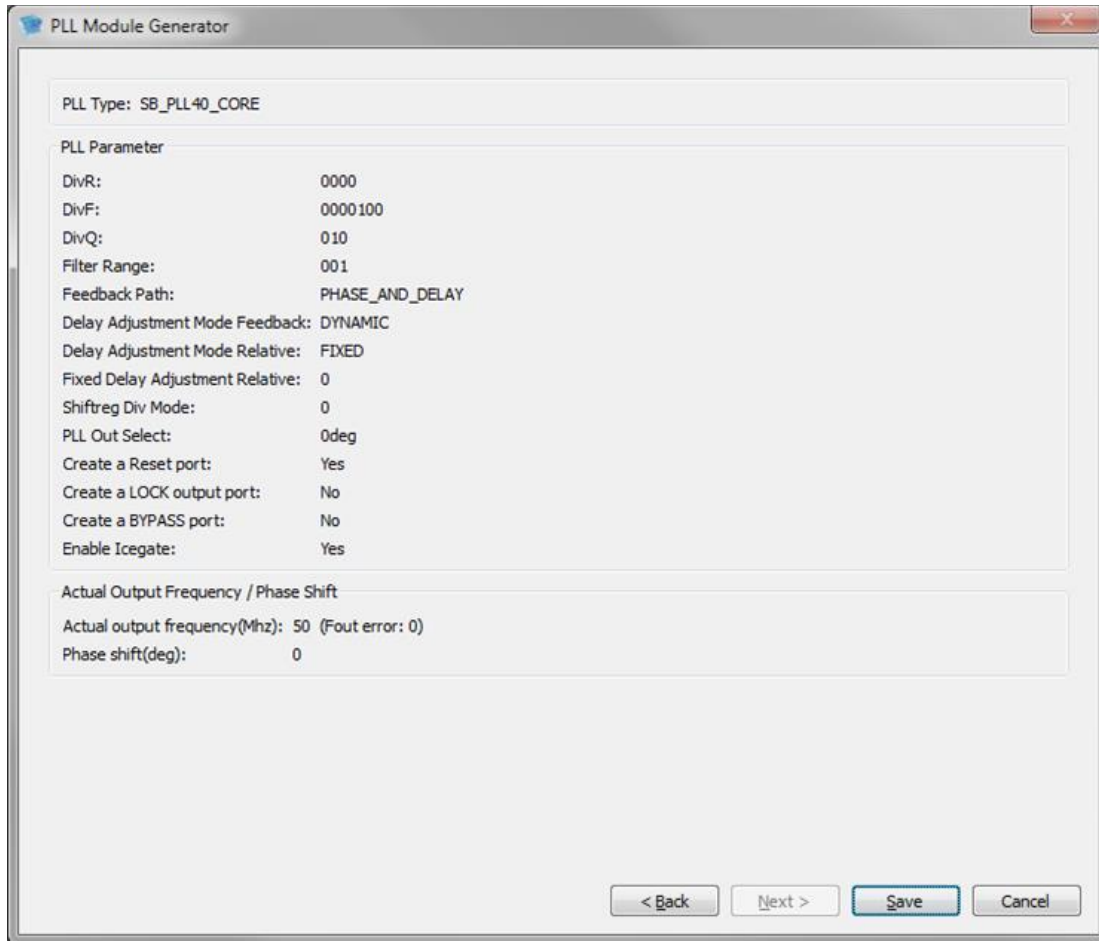 PLL Module Generator
PLL Type: SB_PLL40_CORE
PLL Parameter
DivR: 0000
DivF: 0000100
DivQ: 010
Filter Range: 001
Feedback Path: PHASE_AND_DELAY
Delay Adjustment Mode Feedback: DYNAMIC
Delay Adjustment Mode Relative: FIXED
Fixed Delay Adjustment Relative: 0
Shiftreg Div Mode: 0
PLL Out Select: 0deg
Create a Reset port: Yes
Create a LOCK output port: No
Create a BYPASS port: No
Enable Icegate: Yes
Actual Output Frequency / Phase Shift
Actual output frequency(Mhz): 50 (Fout error: 0)
Phase shift(deg): 0
< Back Next > Save Cancel